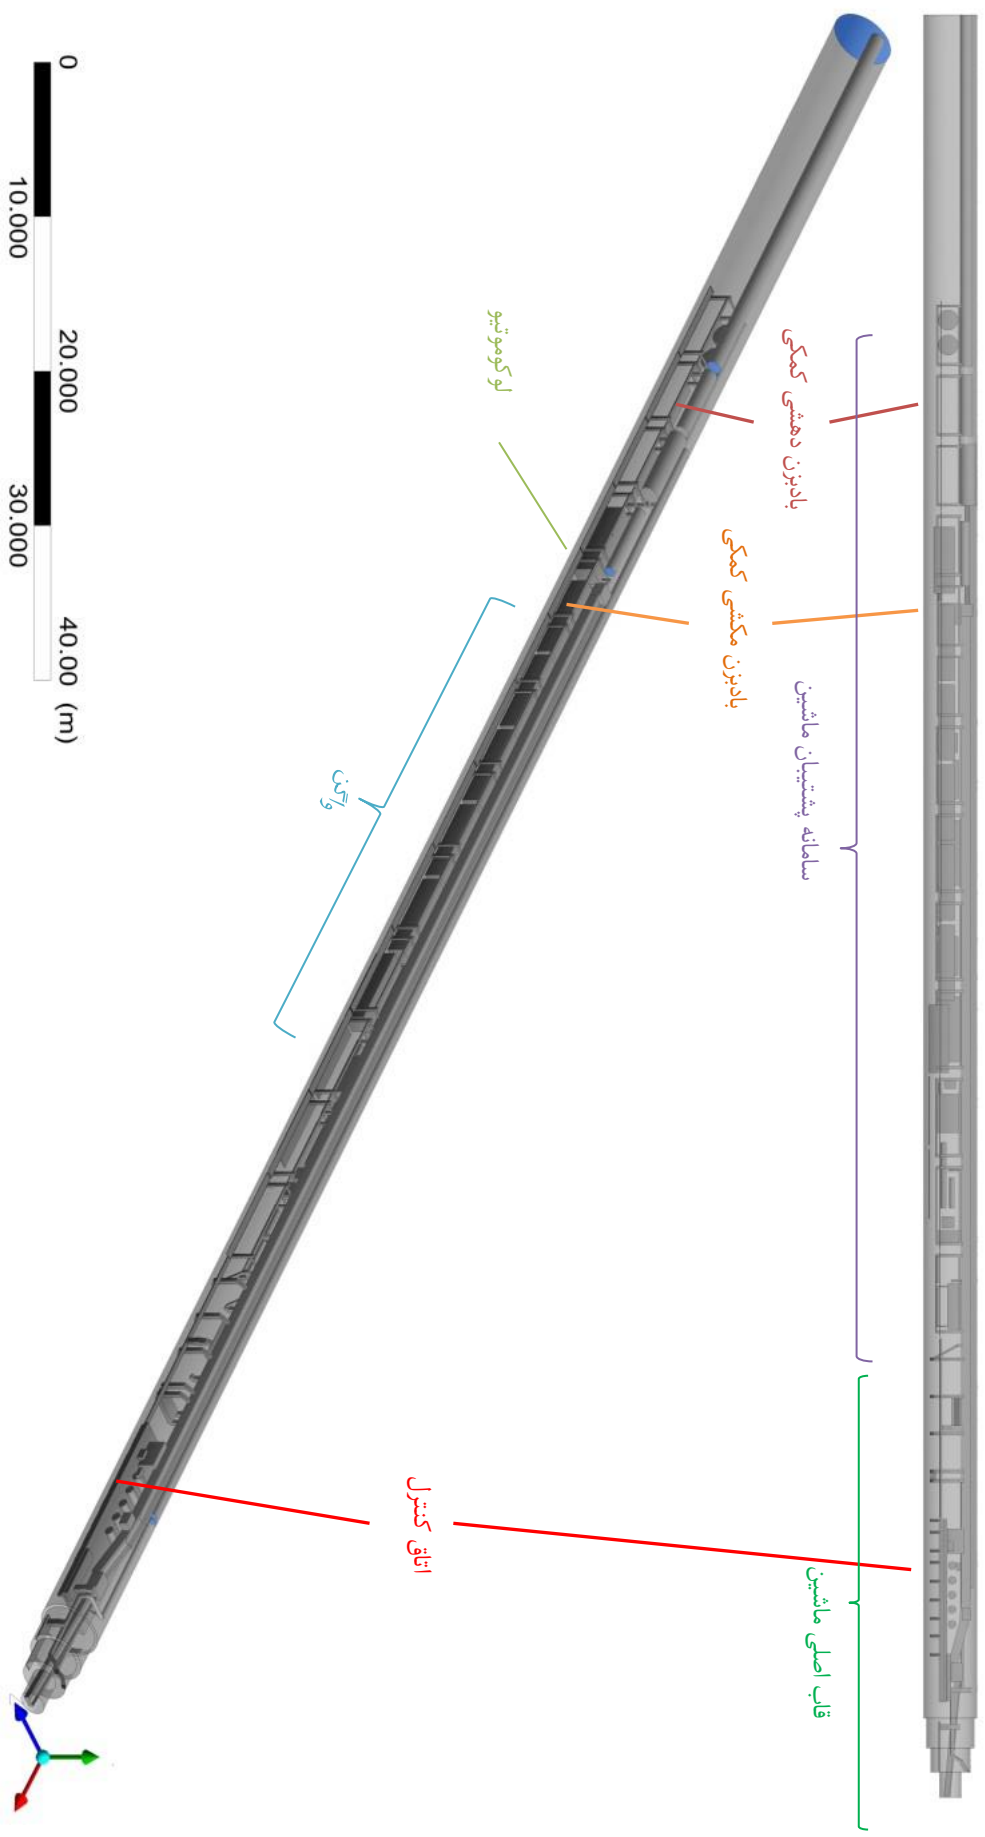 قاب اصلی ماشین
سامانه پشتیبان ماشین
بادبزن دهشی کمکی
بادبزن مکشی کمکی
اتاق کنترل
لوکوموتیو
واگن
0
20.000
40.00 (m)
10.000
30.000